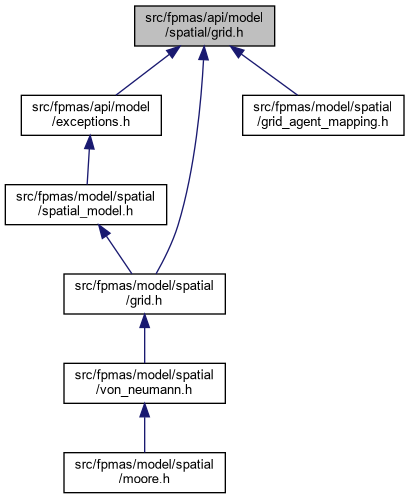 src/fpmas/api/model
/spatial/grid.h
src/fpmas/api/model
/exceptions.h
src/fpmas/model/spatial
/grid_agent_mapping.h
src/fpmas/model/spatial
/spatial_model.h
src/fpmas/model/spatial
/grid.h
src/fpmas/model/spatial
/von_neumann.h
src/fpmas/model/spatial
/moore.h